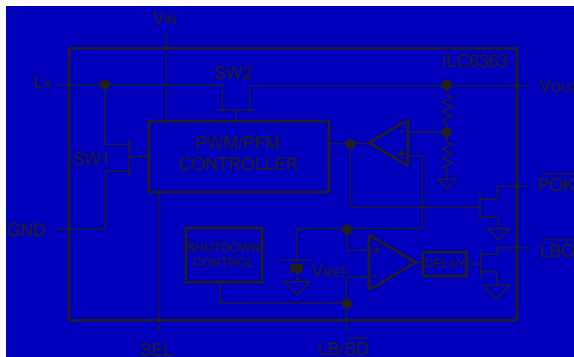 VIN
ILC6363
LX
SW2
VOUT
PWM/PFM
CONTROLLER
SW1
POK
GND
SHUTDOWN
CONTROL
VREF
DELAY
LBO
SEL
LB/SD